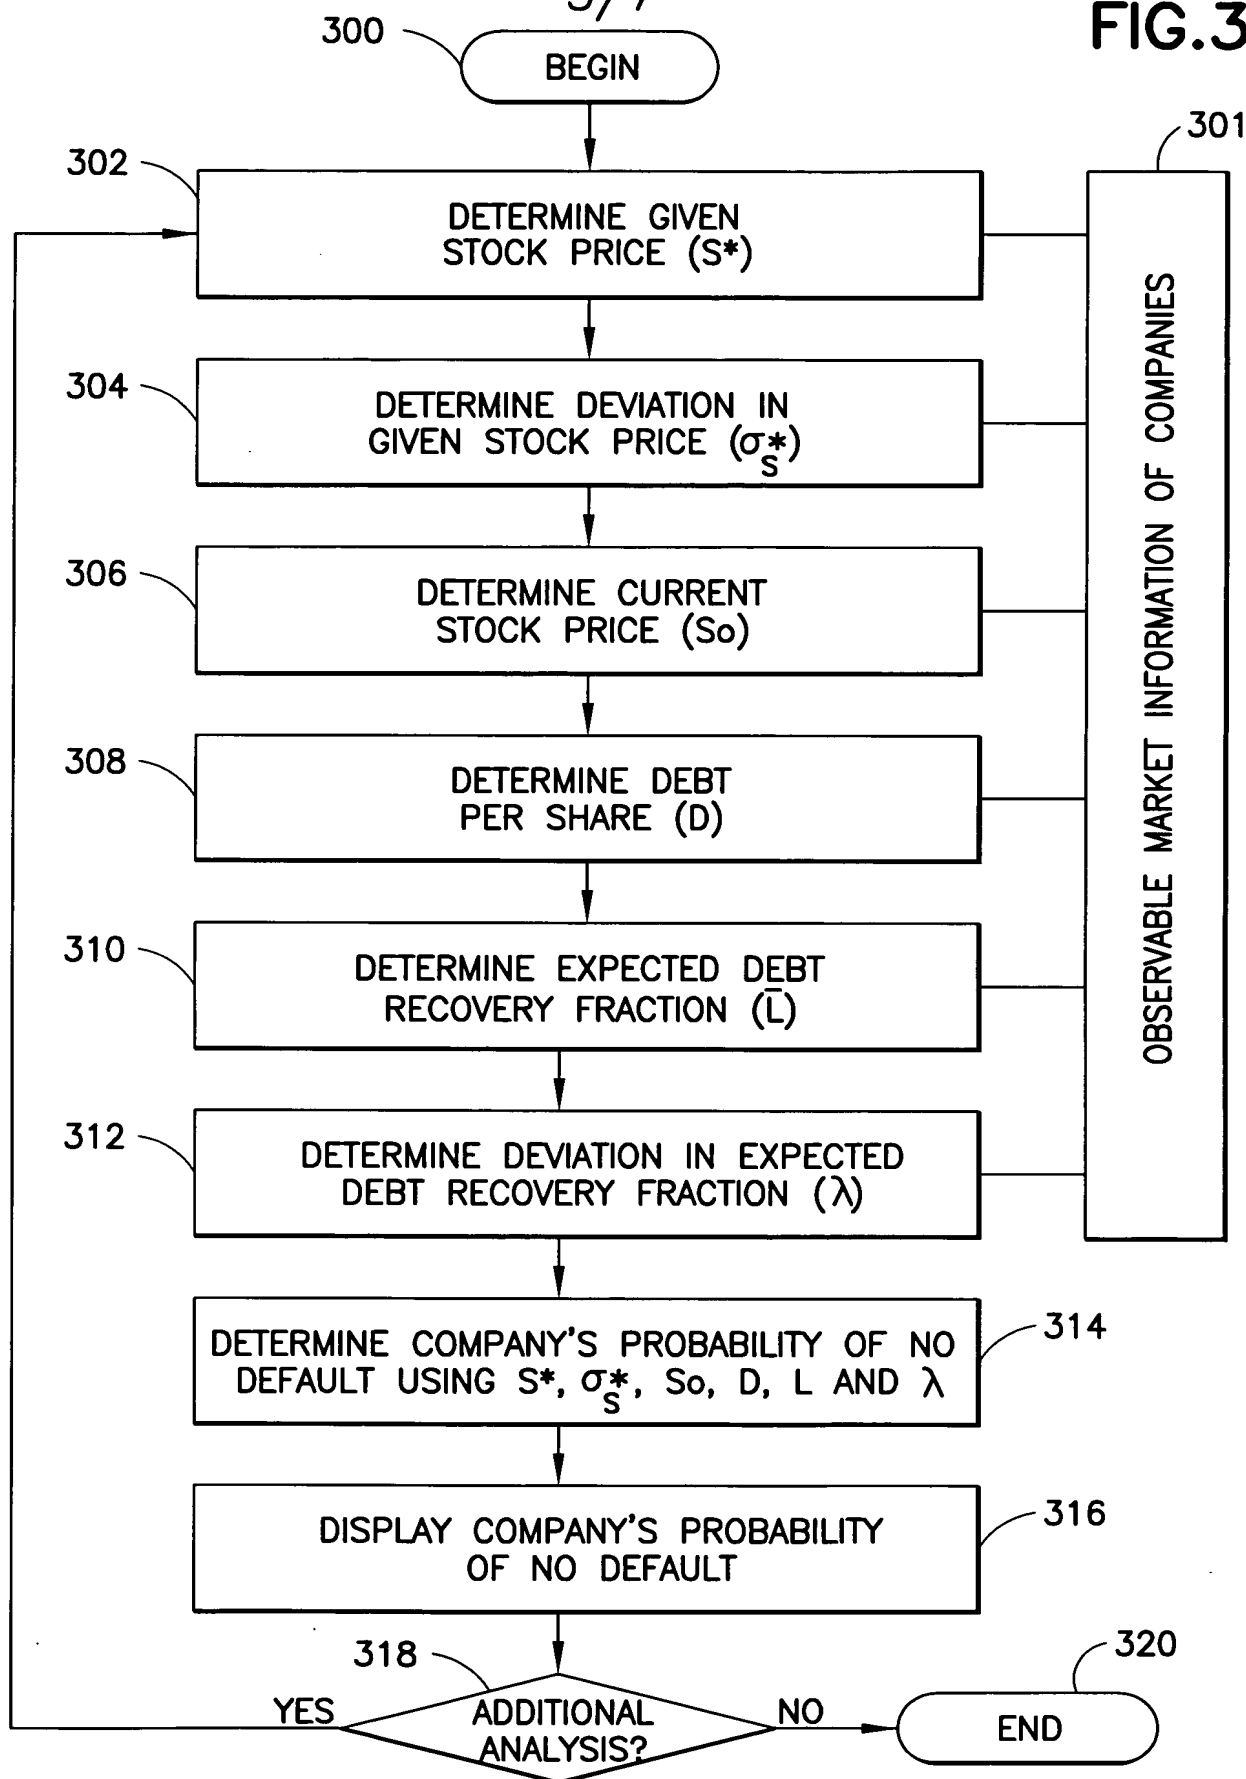 FIG.3
300
BEGIN
301
302
DETERMINE GIVEN
STOCK PRICE (S*)
304
DETERMINE DEVIATION IN
GIVEN STOCK PRICE (σS*)
306
DETERMINE CURRENT
STOCK PRICE (So)
308
DETERMINE DEBT
PER SHARE (D)
310
DETERMINE EXPECTED DEBT
RECOVERY FRACTION (L̄)
312
DETERMINE DEVIATION IN EXPECTED
DEBT RECOVERY FRACTION (λ)
OBSERVABLE MARKET INFORMATION OF COMPANIES
314
DETERMINE COMPANY'S PROBABILITY OF NO
DEFAULT USING S*, σS*, So, D, L AND λ
316
DISPLAY COMPANY'S PROBABILITY
OF NO DEFAULT
318
ADDITIONAL
ANALYSIS?
YES
NO
320
END